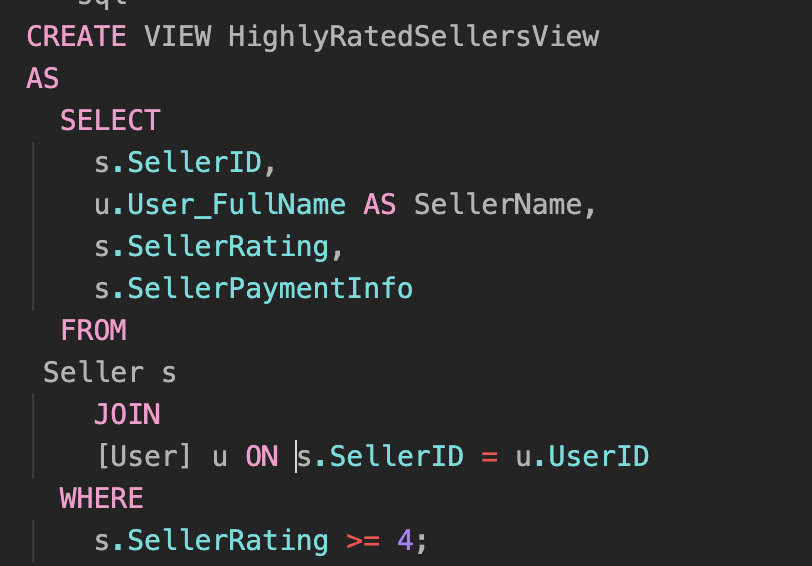 sql
CREATE VIEW HighlyRatedSellersView
AS
SELECT
s.SellerID,
u.User_FullName AS SellerName,
s.SellerRating,
s.SellerPaymentInfo
FROM
Seller s
JOIN
[User] u ON s.SellerID = u.UserID
WHERE
s.SellerRating >= 4;